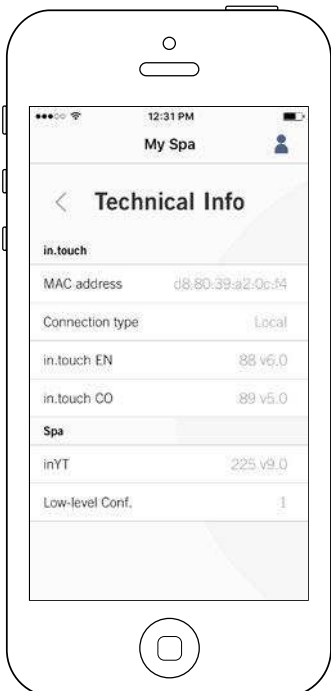 12:31 PM
My Spa
Technical Info
in.touch
MAC address d8:80:39:a2:0c:f4
Connection type Local
in.touch EN 88 v6.0
in.touch CO 89 v5.0
Spa
inYT 225 v9.0
Low-level Conf. 1